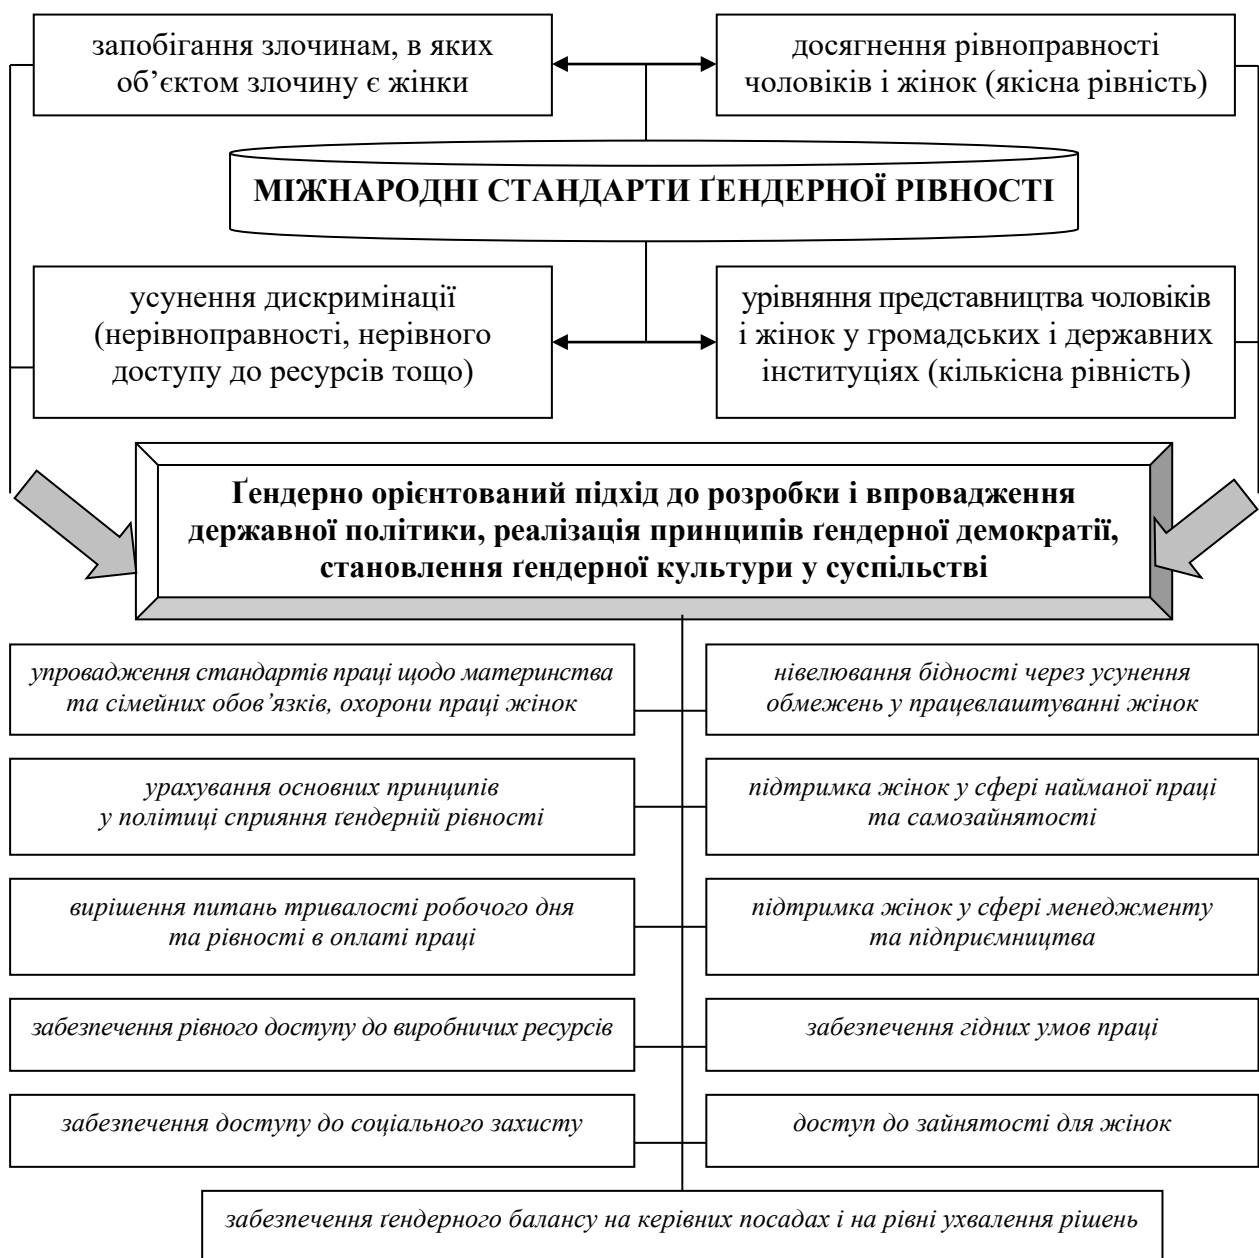 запобігання злочинам, в яких
об’єктом злочину є жінки
досягнення рівноправності
чоловіків і жінок (якісна рівність)
МІЖНАРОДНІ СТАНДАРТИ ҐЕНДЕРНОЇ РІВНОСТІ
усунення дискримінації
(нерівноправності, нерівного
доступу до ресурсів тощо)
урівняння представництва чоловіків
і жінок у громадських і державних
інституціях (кількісна рівність)
Ґендерно орієнтований підхід до розробки і впровадження
державної політики, реалізація принципів ґендерної демократії,
становлення ґендерної культури у суспільстві
упровадження стандартів праці щодо материнства
та сімейних обов’язків, охорони праці жінок
нівелювання бідності через усунення
обмежень у працевлаштуванні жінок
урахування основних принципів
у політиці сприяння ґендерній рівності
підтримка жінок у сфері найманої праці
та самозайнятості
вирішення питань тривалості робочого дня
та рівності в оплаті праці
підтримка жінок у сфері менеджменту
та підприємництва
забезпечення рівного доступу до виробничих ресурсів
забезпечення гідних умов праці
забезпечення доступу до соціального захисту
доступ до зайнятості для жінок
забезпечення ґендерного балансу на керівних посадах і на рівні ухвалення рішень